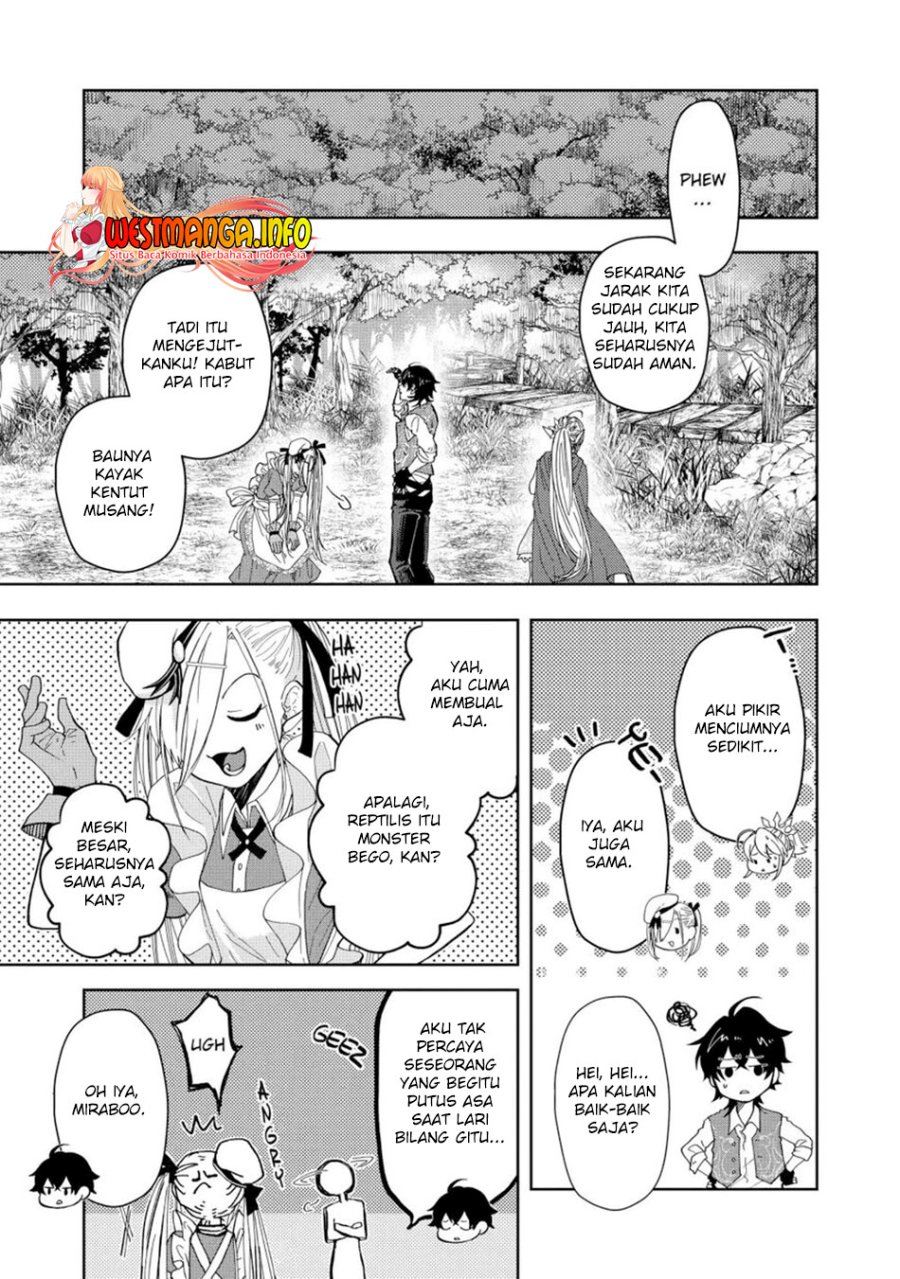 PHEW
...
SEKARANG
JARAK KITA
SUDAH CUKUP
JAUH, KITA
SEHARUSNYA
SUDAH AMAN.
WESTMANGA.INFO
Situs Baca Komik Berbahasa Indonesia
TADI ITU
MENGEJUT-
KANKU! KABUT
APA ITU?
BAUNYA
KAYAK
KENTUT
MUSANG!
AKU PIKIR
MENCIUMNYA
SEDIKIT...
YE-
IYA, AKU
JUGA
SAMA.
HEI, HEI...
APA KALIAN
BAIK-BAIK
SAJA?
YAH,
AKU CUMA
MEMBUAL
AJA.
HA
HAN
HAN
APALAGI,
REPTILIS ITU
MONSTER
BEGO, KAN?
MESKI
BESAR,
SEHARUSNYA
SAMA AJA,
KAN?
AKU TAK
PERCAYA
SESEORANG
YANG BEGITU
PUTUS ASA
SAAT LARI
BILANG GITU...
GEEZ
UGH
ANGRY
OH IYA,
MIRABOO.